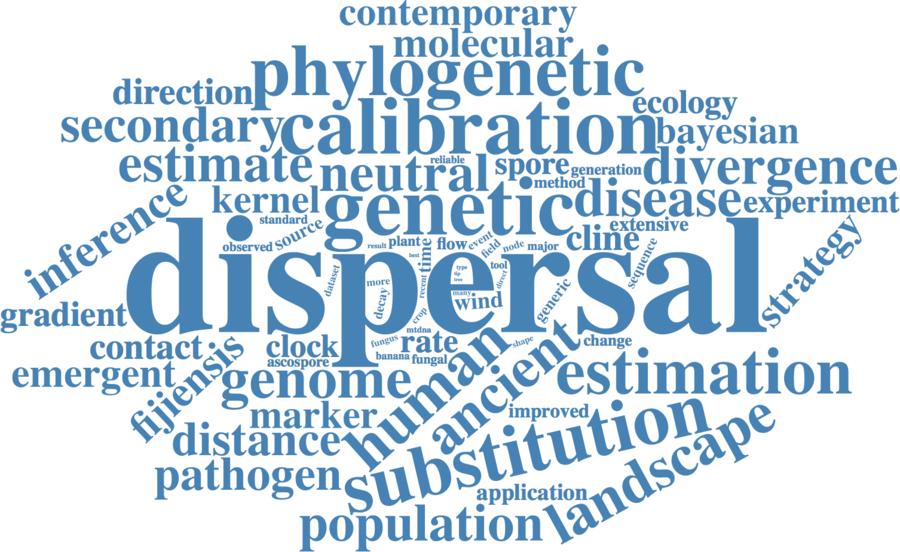 contemporary
molecular
phylogenetic
direction
ecology
secondary
calibration
bayesian
estimate
reliable
neutral
spore
generation
method
divergence
inference
kernel
genetic
disease
experiment
standard
source
observed
extensive
cline
strategy
dispersal
result
plant
best
time
flow
event
field
node
major
sequence
dataset
more
decay
recent
type
tip
tree
tool
direct
many
wind
generic
crop
mtdna
gradient
contact
clock
ascospore
fungus
rate
banana
fungal
shape
change
emergent
fijiensis
genome
human
ancient
estimation
marker
improved
distance
substitution
landscape
pathogen
application
population